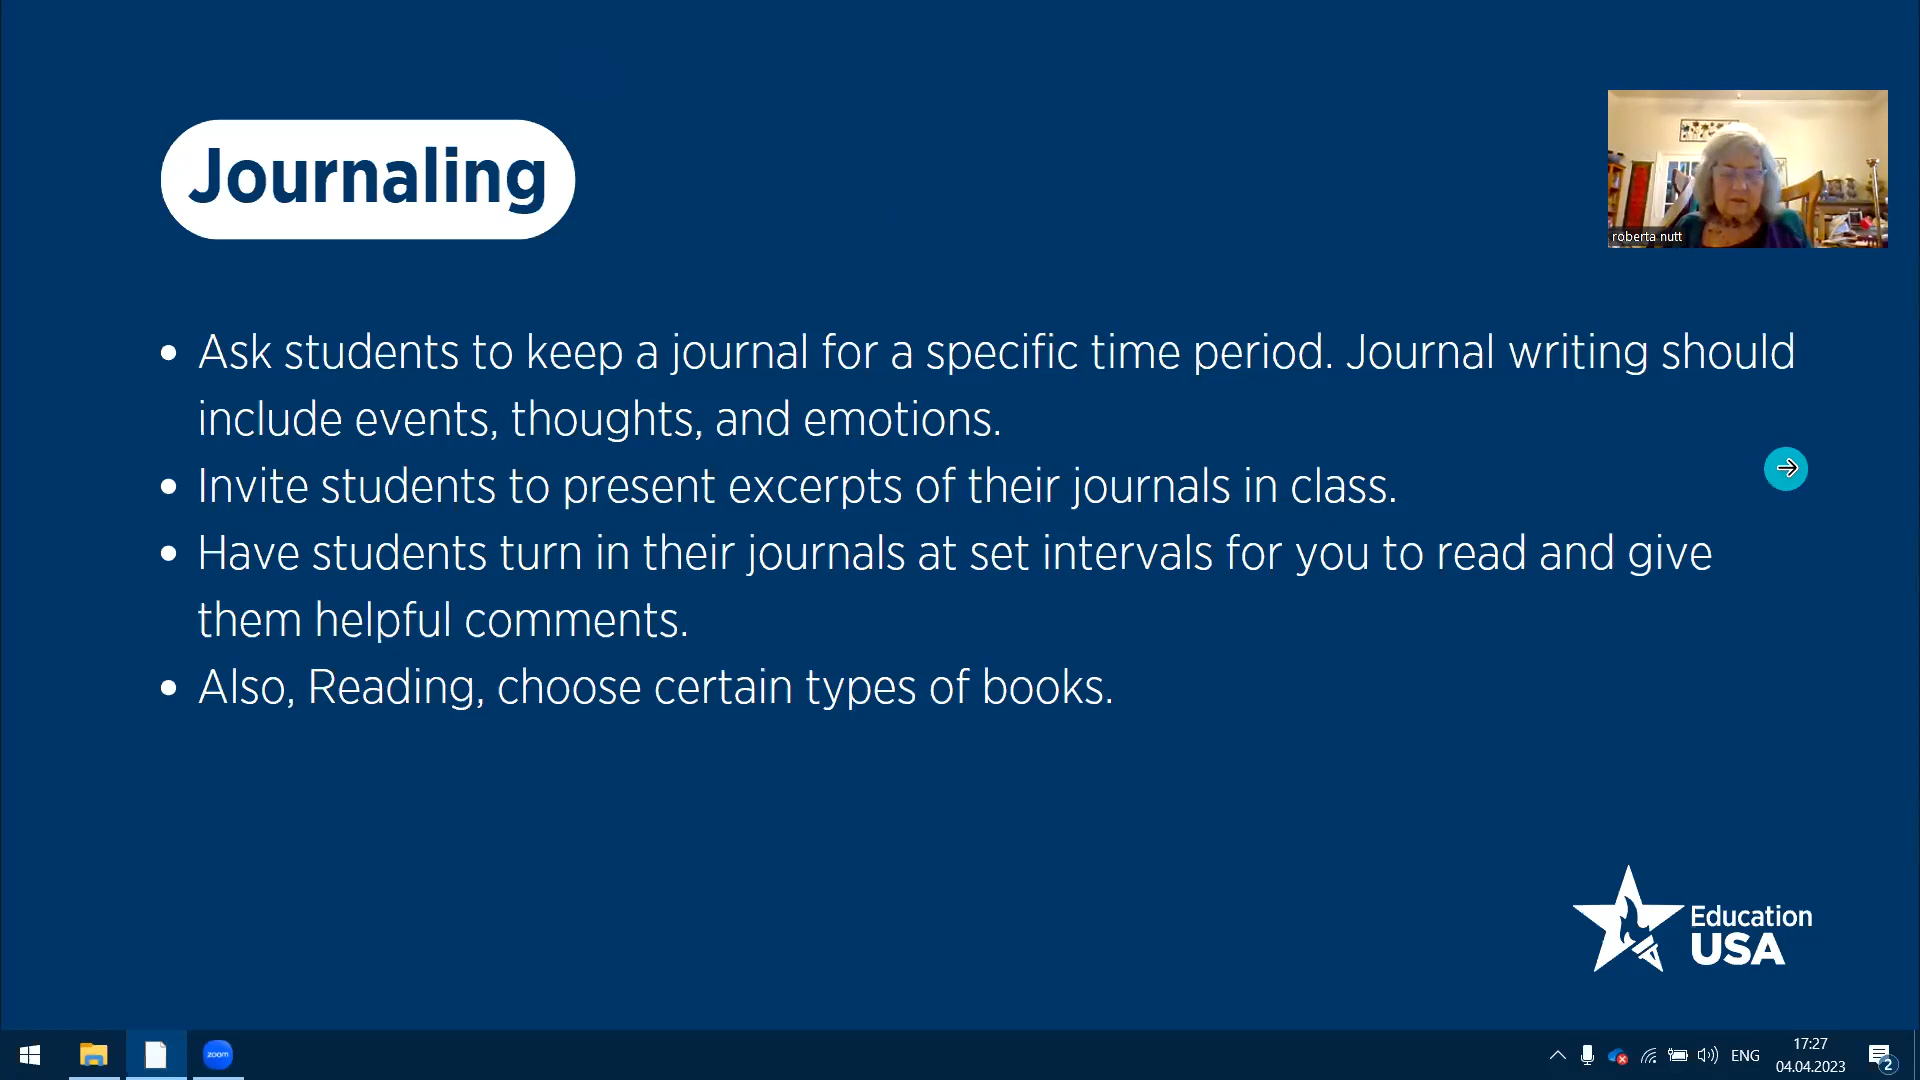 Journaling
roberta nutt
• Ask students to keep a journal for a specific time period. Journal writing should
include events, thoughts, and emotions.
• Invite students to present excerpts of their journals in class.
• Have students turn in their journals at set intervals for you to read and give
them helpful comments.
• Also, Reading, choose certain types of books.
Education
USA
zoom
ENG
17:27
04.04.2023
2